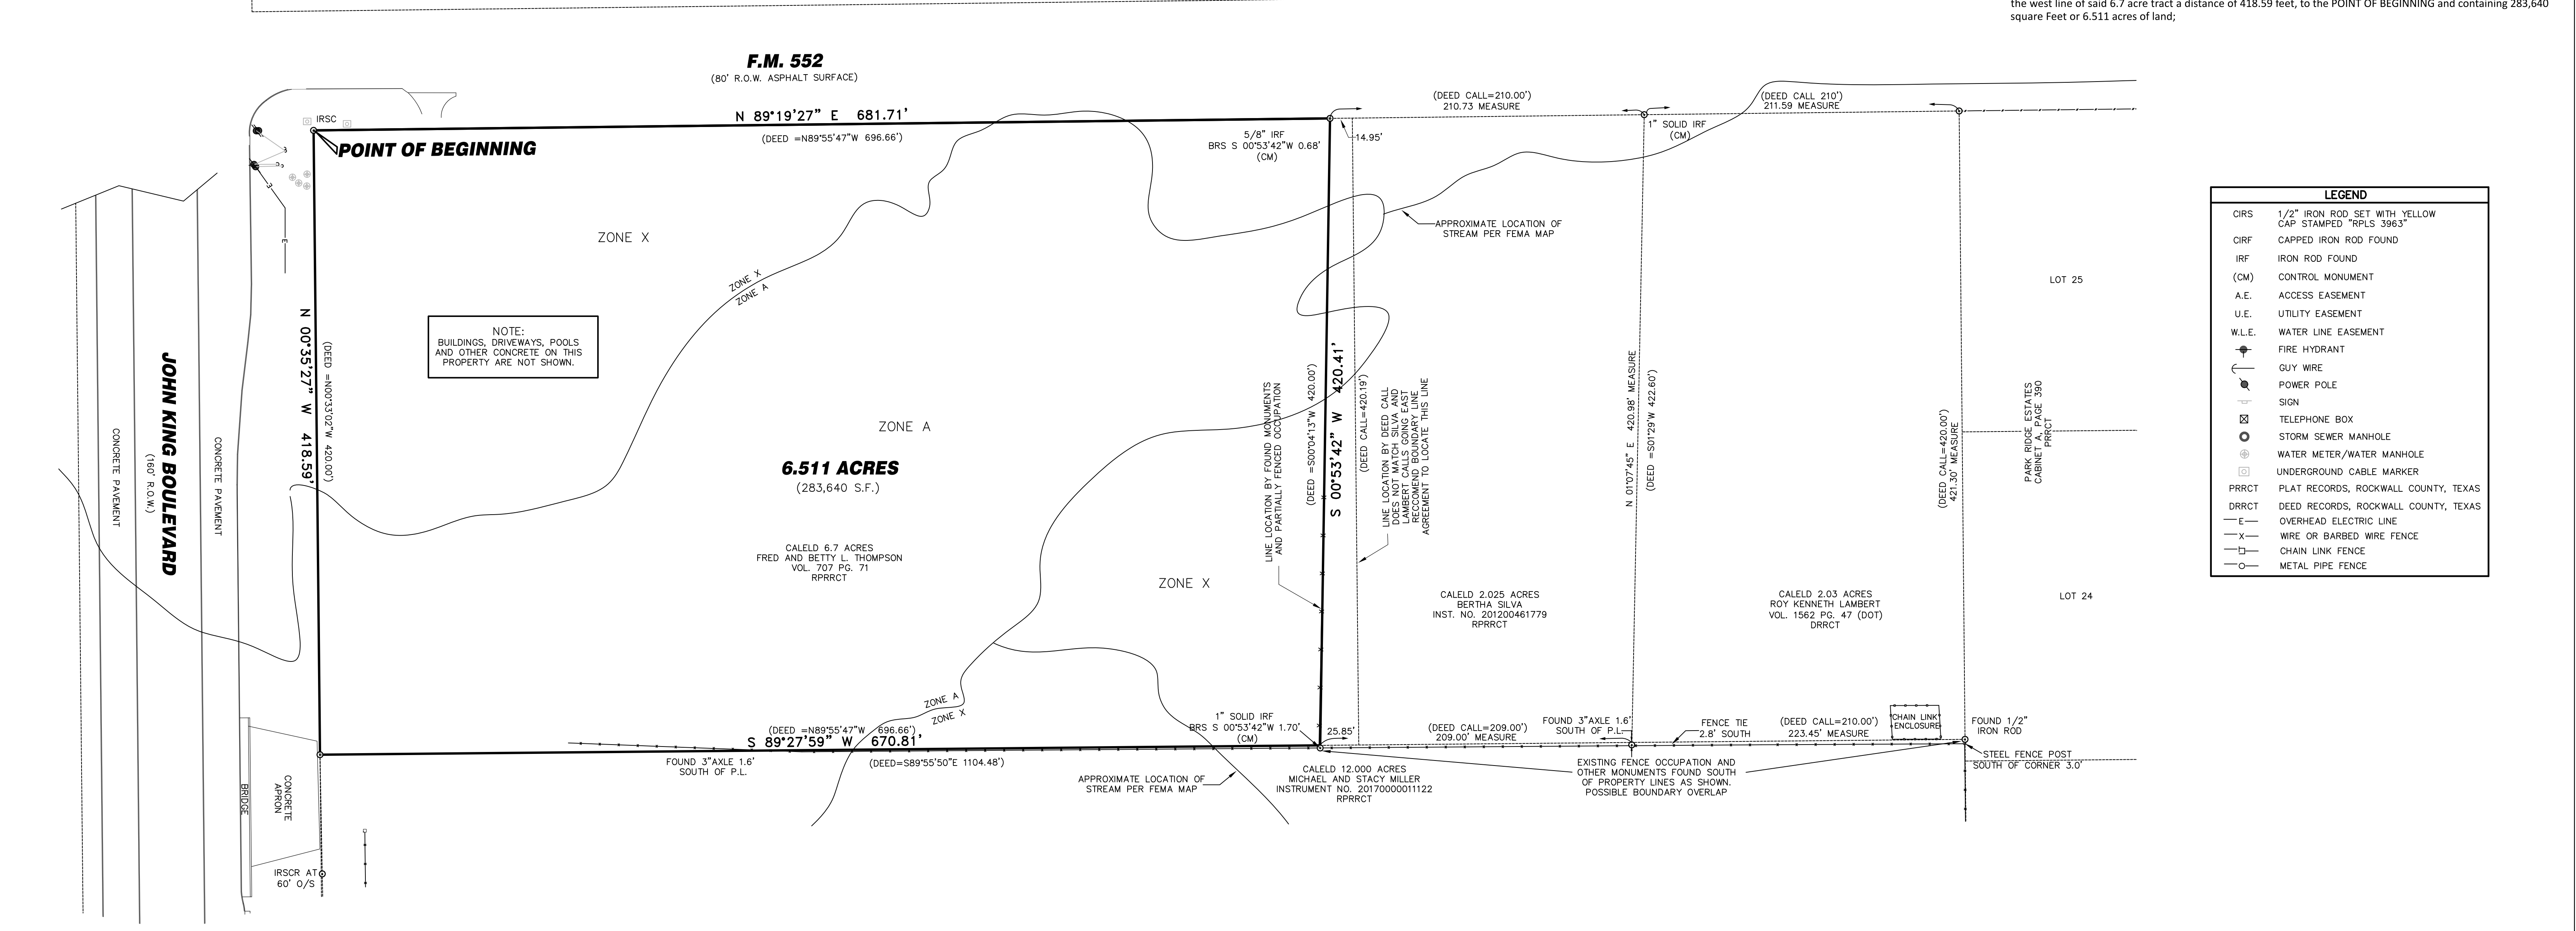 the west line of said 6.7 acre tract a distance of 418.59 feet, to the POINT OF BEGINNING and containing 283,640
square Feet or 6.511 acres of land;
F.M. 552
(80' R.O.W. ASPHALT SURFACE)
N 89°19'27" E 681.71'
(DEED =N89°55'47"W 696.66')
IRSC
POINT OF BEGINNING
5/8" IRF
BRS S 00°53'42"W 0.68'
(CM)
14.95'
(DEED CALL=210.00')
210.73 MEASURE
1" SOLID IRF
(CM)
(DEED CALL 210')
211.59 MEASURE
E
ZONE X
ZONE X
ZONE A
APPROXIMATE LOCATION OF
STREAM PER FEMA MAP
NOTE:
BUILDINGS, DRIVEWAYS, POOLS
AND OTHER CONCRETE ON THIS
PROPERTY ARE NOT SHOWN.
N 00°35'27" W 418.59'
(DEED =N00°33'02"W 420.00')
JOHN KING BOULEVARD
(160' R.O.W.)
CONCRETE PAVEMENT
CONCRETE PAVEMENT
ZONE A
6.511 ACRES
(283,640 S.F.)
CALELD 6.7 ACRES
FRED AND BETTY L. THOMPSON
VOL. 707 PG. 71
RPRRCT
ZONE X
LINE LOCATION BY FOUND MONUMENTS
AND PARTIALLY FENCED OCCUPATION
(DEED =S00°04'13"W 420.00')
S 00°53'42" W 420.41'
(DEED CALL=420.19')
LINE LOCATION BY DEED CALL
DOES NOT MATCH SILVA AND
LAMBERT CALLS GOING EAST
RECCOMEND BOUNDARY LINE
AGREEMENT TO LOCATE THIS LINE
CALELD 2.025 ACRES
BERTHA SILVA
INST. NO. 201200461779
RPRRCT
N 01°07'45" E 420.98' MEASURE
(DEED =S01°29'W 422.60')
CALELD 2.03 ACRES
ROY KENNETH LAMBERT
VOL. 1562 PG. 47 (DOT)
DRRCT
(DEED CALL=420.00')
421.30' MEASURE
LOT 25
PARK RIDGE ESTATES
CABINET A, PAGE 390
PRRCT
LOT 24
ZONE A
ZONE X
(DEED =N89°55'47"W 696.66')
S 89°27'59" W 670.81'
(DEED=S89°55'50"E 1104.48')
FOUND 3"AXLE 1.6'
SOUTH OF P.L.
1" SOLID IRF
BRS S 00°53'42"W 1.70'
(CM)
25.85'
(DEED CALL=209.00')
209.00' MEASURE
FOUND 3"AXLE 1.6'
SOUTH OF P.L.
FENCE TIE
2.8' SOUTH
(DEED CALL=210.00')
223.45' MEASURE
CHAIN LINK
ENCLOSURE
FOUND 1/2"
IRON ROD
STEEL FENCE POST
SOUTH OF CORNER 3.0'
APPROXIMATE LOCATION OF
STREAM PER FEMA MAP
CALELD 12.000 ACRES
MICHAEL AND STACY MILLER
INSTRUMENT NO. 20170000011122
RPRRCT
EXISTING FENCE OCCUPATION AND
OTHER MONUMENTS FOUND SOUTH
OF PROPERTY LINES AS SHOWN.
POSSIBLE BOUNDARY OVERLAP
BRIDGE
CONCRETE
APRON
IRSCR AT
60' O/S
LEGEND
CIRS 1/2" IRON ROD SET WITH YELLOW
CAP STAMPED "RPLS 3963"
CIRF CAPPED IRON ROD FOUND
IRF IRON ROD FOUND
(CM) CONTROL MONUMENT
A.E. ACCESS EASEMENT
U.E. UTILITY EASEMENT
W.L.E. WATER LINE EASEMENT
FIRE HYDRANT
GUY WIRE
POWER POLE
SIGN
TELEPHONE BOX
STORM SEWER MANHOLE
WATER METER/WATER MANHOLE
UNDERGROUND CABLE MARKER
PRRCT PLAT RECORDS, ROCKWALL COUNTY, TEXAS
DRRCT DEED RECORDS, ROCKWALL COUNTY, TEXAS
E OVERHEAD ELECTRIC LINE
X WIRE OR BARBED WIRE FENCE
CHAIN LINK FENCE
METAL PIPE FENCE